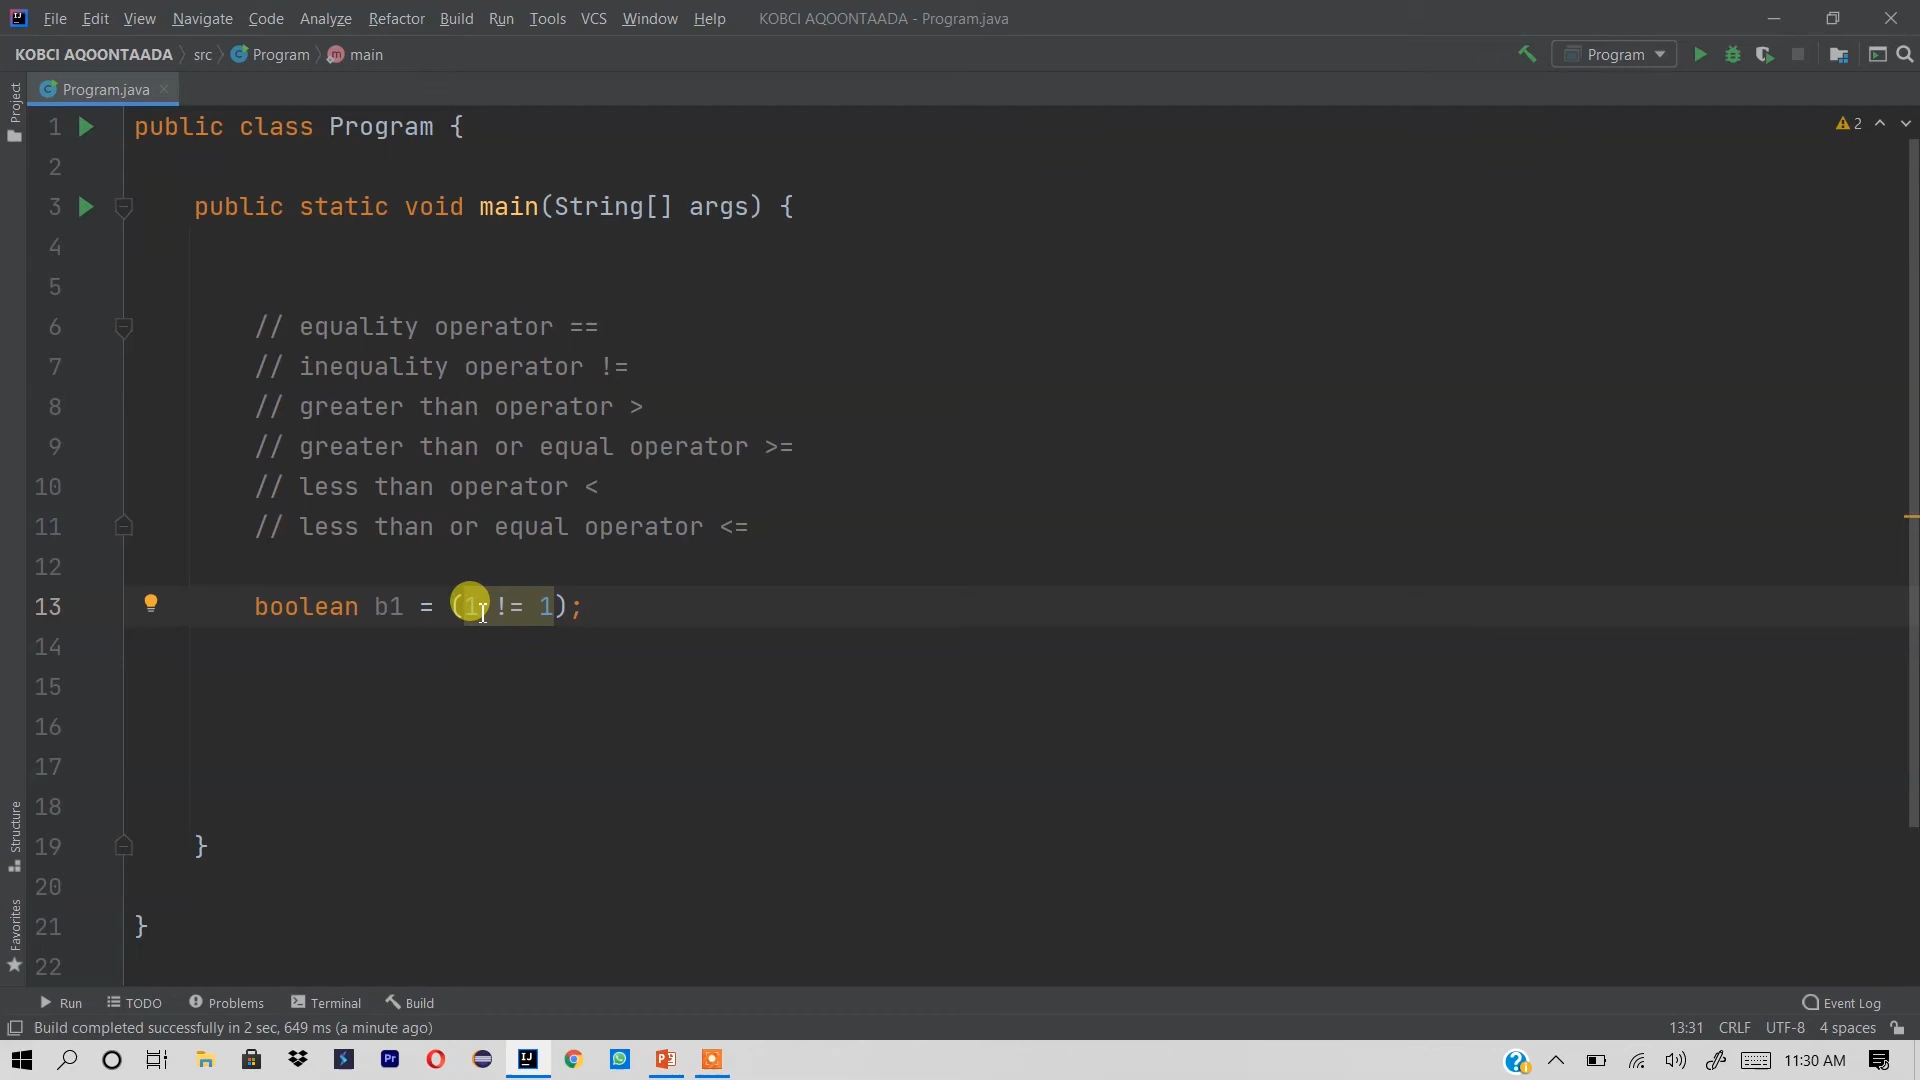 File Edit View Navigate Code Analyze Refactor Build Run Tools VCS Window Help KOBCI AQOONTAADA - Program.java
KOBCI AQOONTAADA src Program main Program
Program.java
Project
1 public class Program { 2
2
3 public static void main(String[] args) {
4
5
6 // equality operator ==
7 // inequality operator !=
8 // greater than operator >
9 // greater than or equal operator >=
10 // less than operator <
11 // less than or equal operator <=
12
13 boolean b1 = (1 != 1);
14
15
16
17
18
19 }
20
21 }
22
Structure
Favorites
Run TODO Problems Terminal Build Event Log
Build completed successfully in 2 sec, 649 ms (a minute ago) 13:31 CRLF UTF-8 4 spaces
11:30 AM